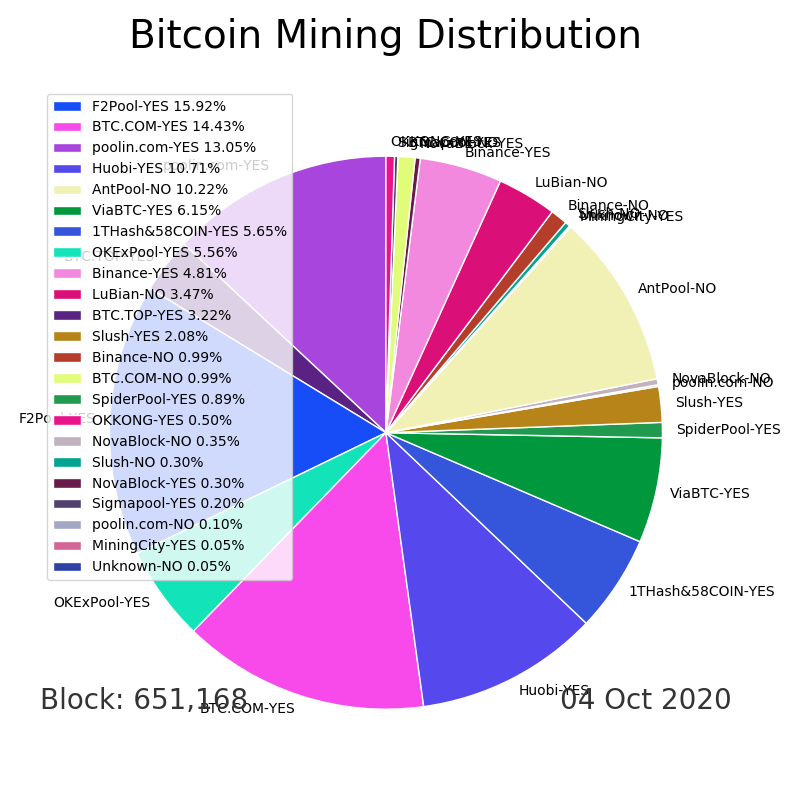 Bitcoin Mining Distribution
F2Pool-YES 15.92%
BTC.COM-YES 14.43%
poolin.com-YES 13.05%
Huobi-YES 10.71%
AntPool-NO 10.22%
ViaBTC-YES 6.15%
1THash&58COIN-YES 5.65%
OKExPool-YES 5.56%
Binance-YES 4.81%
LuBian-NO 3.47%
BTC.TOP-YES 3.22%
Slush-YES 2.08%
Binance-NO 0.99%
BTC.COM-NO 0.99%
SpiderPool-YES 0.89%
OKKONG-YES 0.50%
NovaBlock-NO 0.35%
Slush-NO 0.30%
NovaBlock-YES 0.30%
Sigmapool-YES 0.20%
poolin.com-NO 0.10%
MiningCity-YES 0.05%
Unknown-NO 0.05%
Binance-YES
LuBian-NO
Binance-NO
MiningCity-YES
AntPool-NO
NovaBlock-NO
poolin.com-NO
Slush-YES
SpiderPool-YES
ViaBTC-YES
1THash&58COIN-YES
Huobi-YES
BTC.COM-YES
OKExPool-YES
poolin.com-YES
Block: 651,168
04 Oct 2020